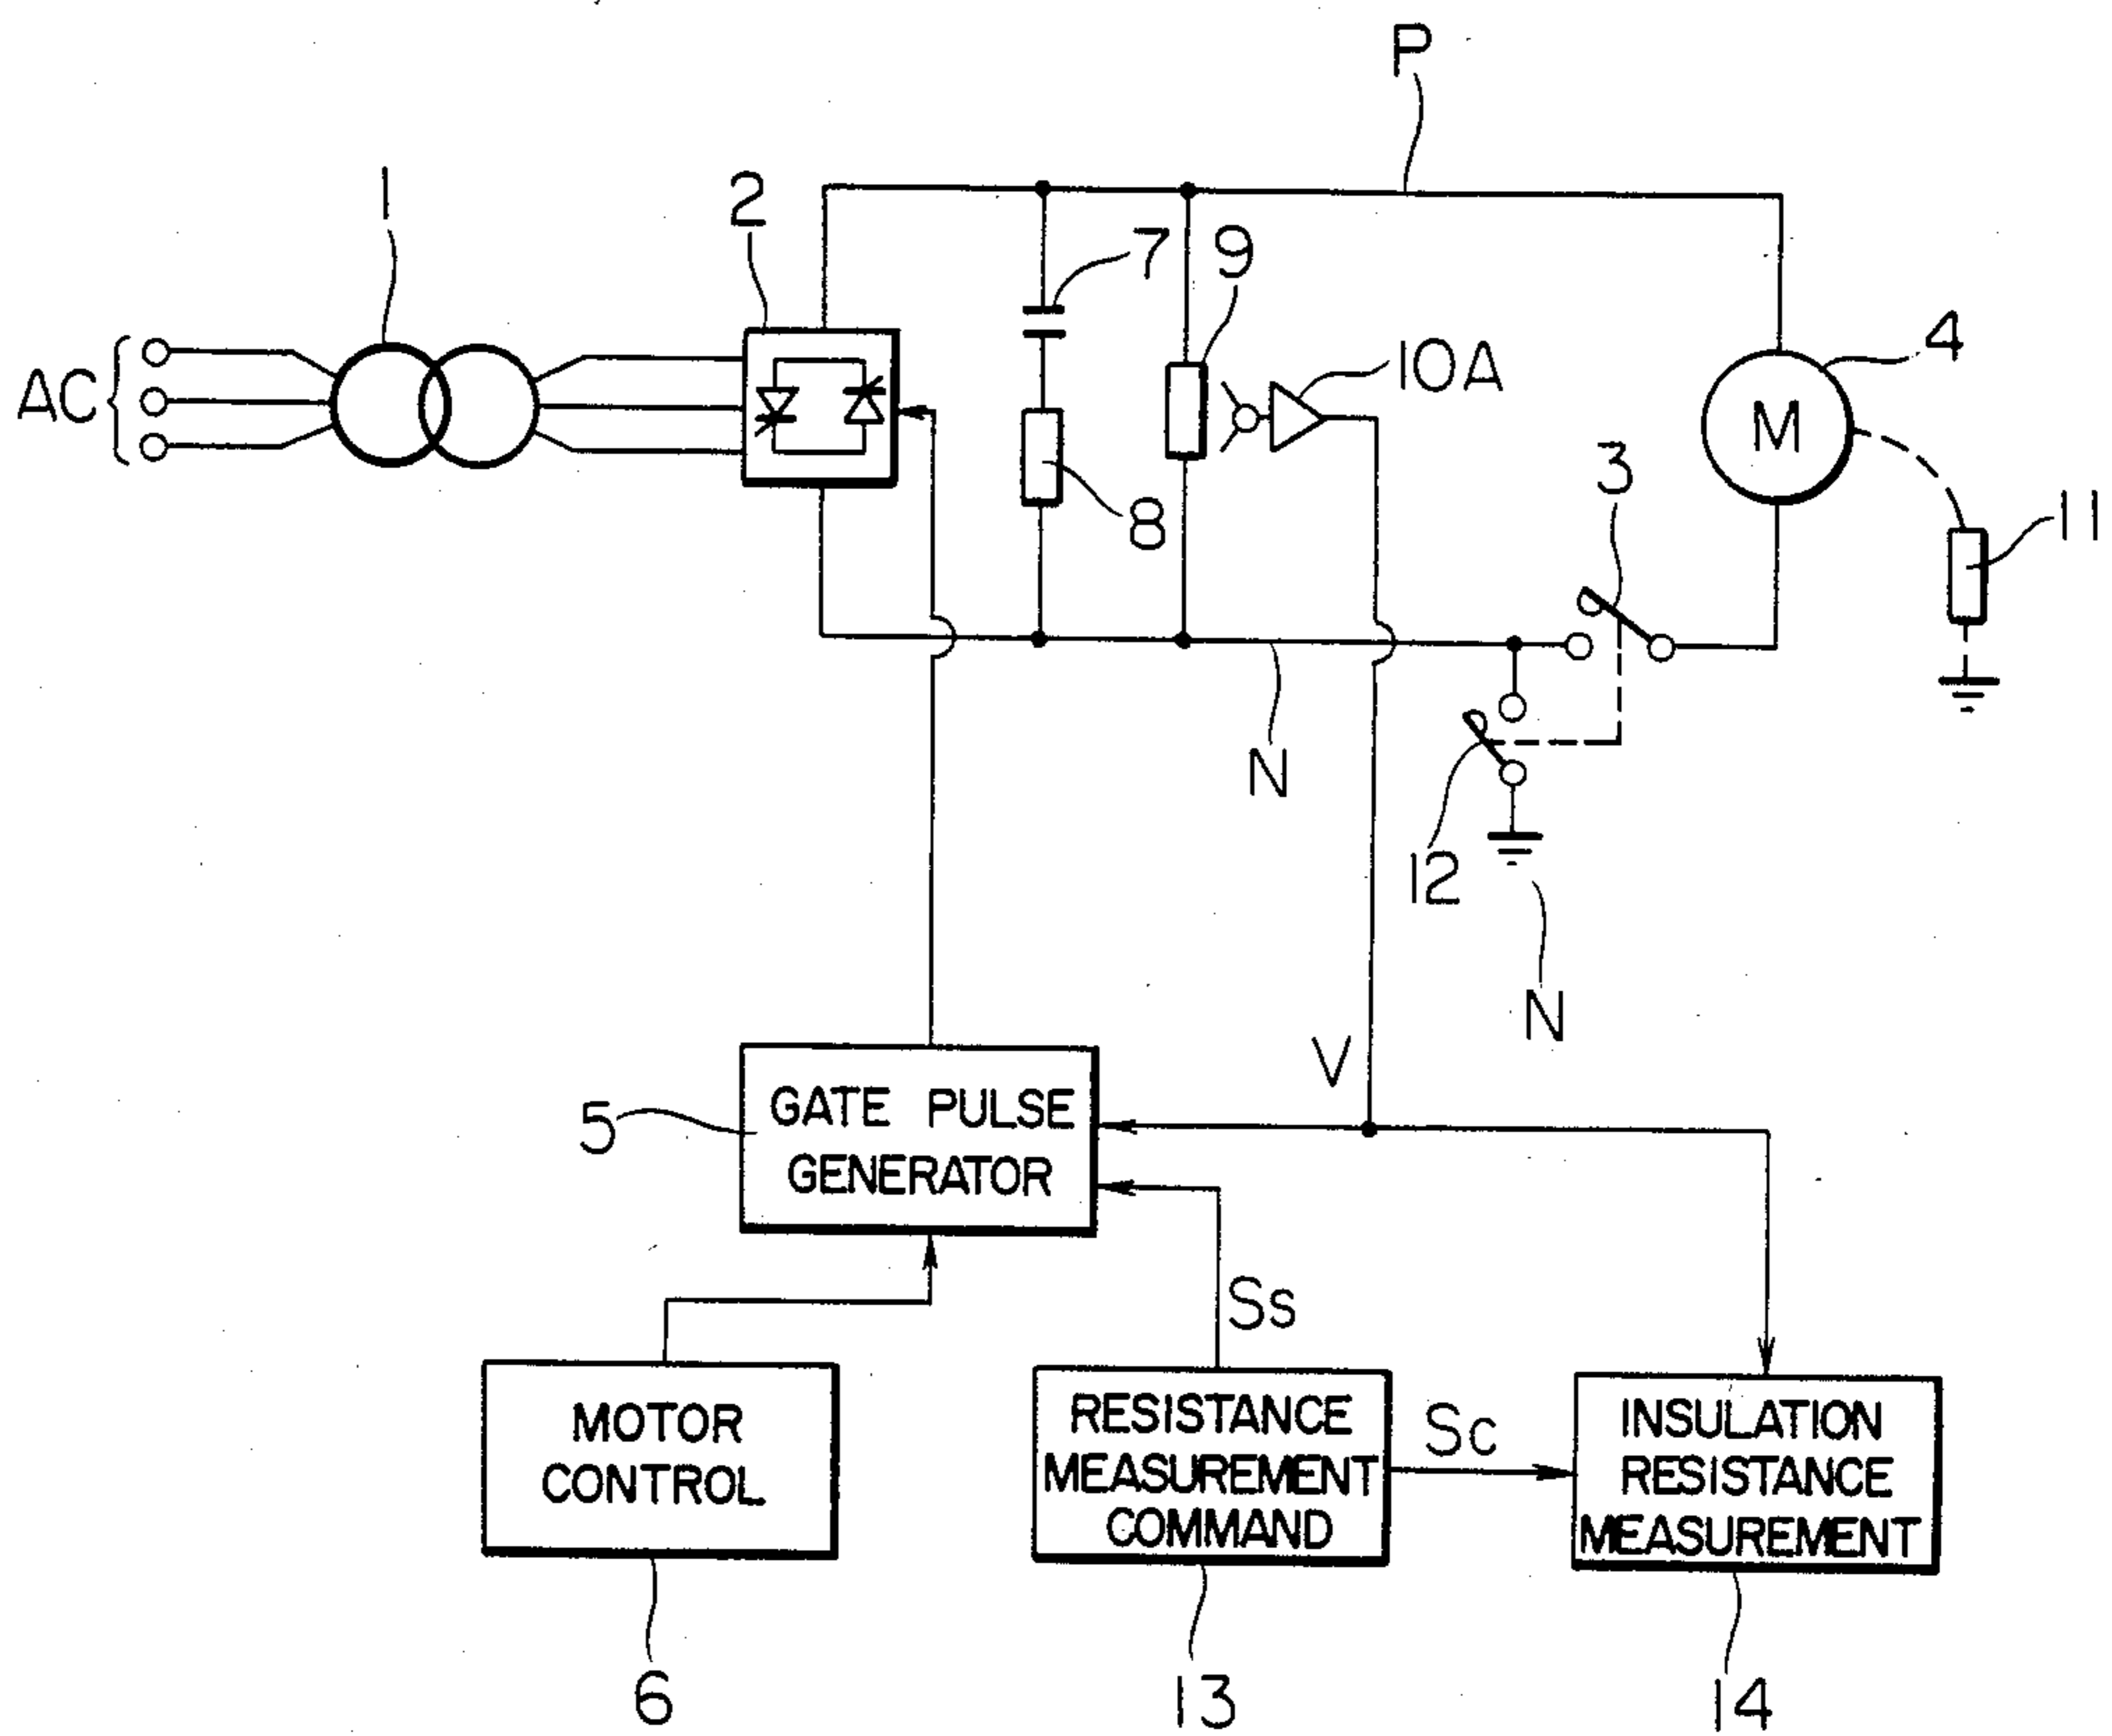 P
1
2
7
9
10A
4
AC
M
3
8
11
N
12
N
V
5
GATE PULSE
GENERATOR
Ss
MOTOR
CONTROL
RESISTANCE
MEASUREMENT
COMMAND
Sc
INSULATION
RESISTANCE
MEASUREMENT
6
13
14